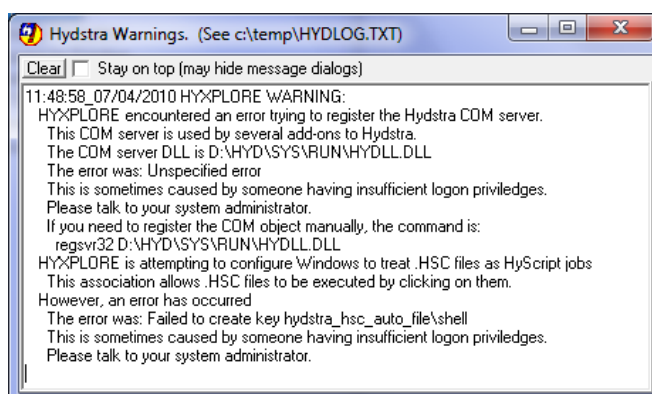 Hydstra Warnings. (See c:\temp\HYDLOG.TXT)
Clear Stay on top (may hide message dialogs)
11:48:58_07/04/2010 HYXPLORE WARNING:
HYXPLORE encountered an error trying to register the Hydstra COM server.
This COM server is used by several add-ons to Hydstra.
The COM server DLL is D:\HYD\SYS\RUN\HYDLL.DLL
The error was: Unspecified error
This is sometimes caused by someone having insufficient logon priviledges.
Please talk to your system administrator.
If you need to register the COM object manually, the command is:
regsvr32 D:\HYD\SYS\RUN\HYDLL.DLL
HYXPLORE is attempting to configure Windows to treat .HSC files as HyScript jobs
This association allows .HSC files to be executed by clicking on them.
However, an error has occurred
The error was: Failed to create key hydstra_hsc_auto_file\shell
This is sometimes caused by someone having insufficient logon priviledges.
Please talk to your system administrator.